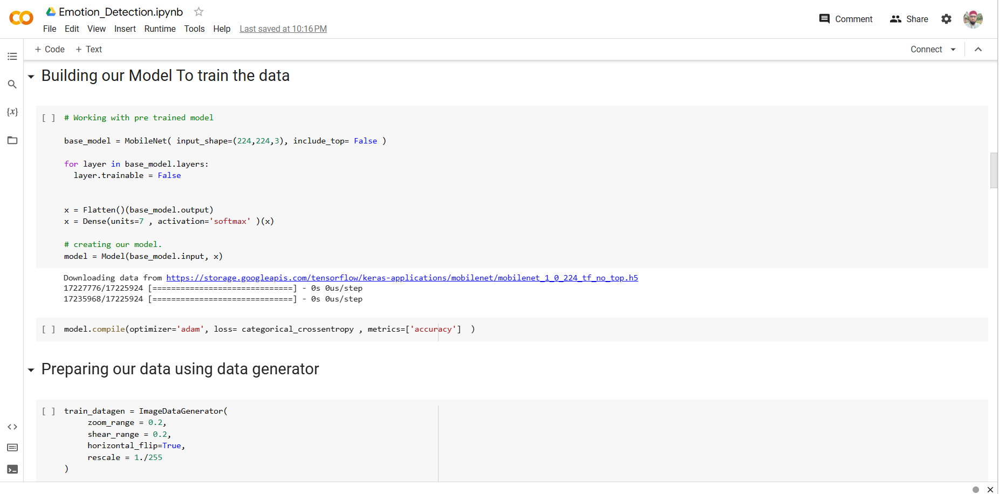 Emotion_Detection.ipynb
File Edit View Insert Runtime Tools Help Last saved at 10:16 PM
Comment Share
+ Code + Text
Connect
Building our Model To train the data
[ ] # Working with pre trained model
base_model = MobileNet( input_shape=(224,224,3), include_top= False )
for layer in base_model.layers:
  layer.trainable = False
x = Flatten()(base_model.output)
x = Dense(units=7 , activation='softmax' )(x)
# creating our model.
model = Model(base_model.input, x)
Downloading data from https://storage.googleapis.com/tensorflow/keras-applications/mobilenet/mobilenet_1_0_224_tf_no_top.h5
17227776/17225924 [==============================] - 0s 0us/step
17235968/17225924 [==============================] - 0s 0us/step
[ ] model.compile(optimizer='adam', loss= categorical_crossentropy , metrics=['accuracy']  )
Preparing our data using data generator
[ ] train_datagen = ImageDataGenerator(
     zoom_range = 0.2,
     shear_range = 0.2,
     horizontal_flip=True,
     rescale = 1./255
)